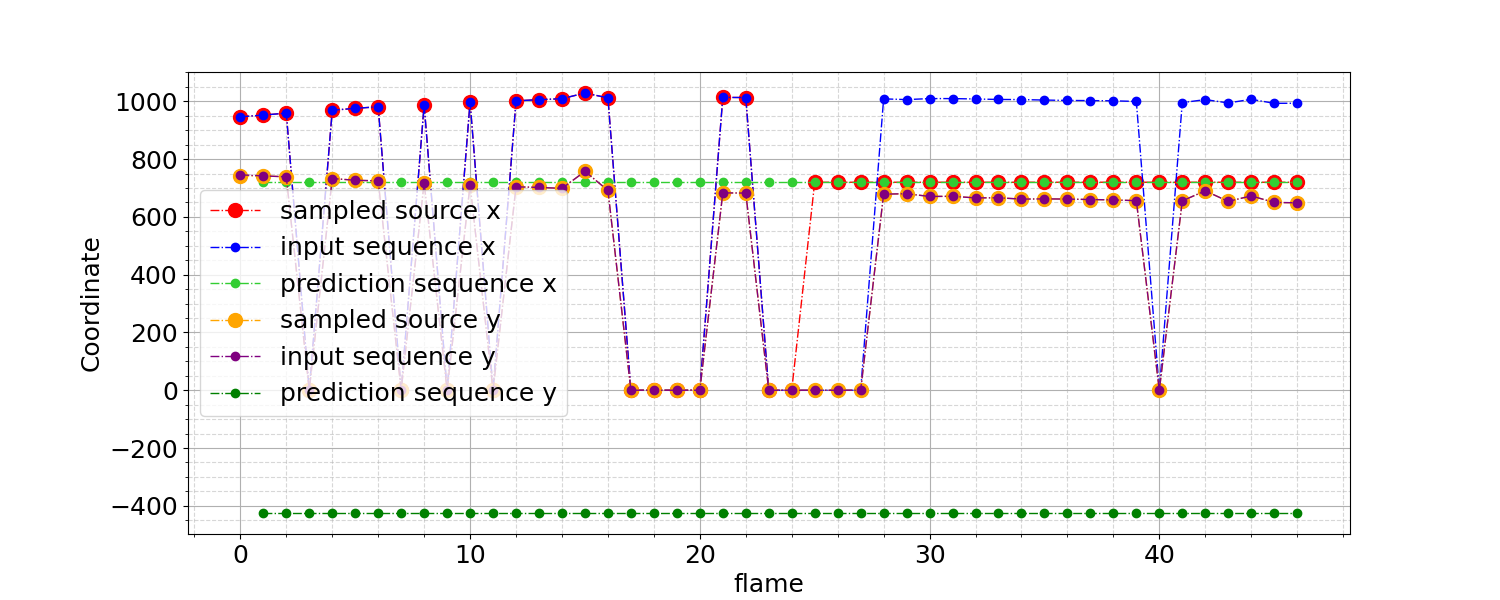 1000
800
600
400
200
0
−200
−400
Coordinate
sampled source x
input sequence x
prediction sequence x
sampled source y
input sequence y
prediction sequence y
0 10 20 30 40
flame